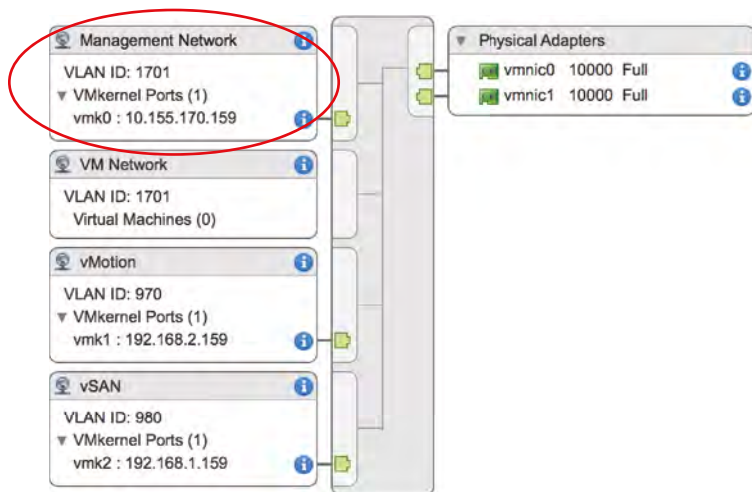 Management Network
VLAN ID: 1701
VMkernel Ports (1)
vmk0 : 10.155.170.159
VM Network
VLAN ID: 1701
Virtual Machines (0)
vMotion
VLAN ID: 970
VMkernel Ports (1)
vmk1 : 192.168.2.159
vSAN
VLAN ID: 980
VMkernel Ports (1)
vmk2 : 192.168.1.159
Physical Adapters
vmnic0 10000 Full
vmnic1 10000 Full